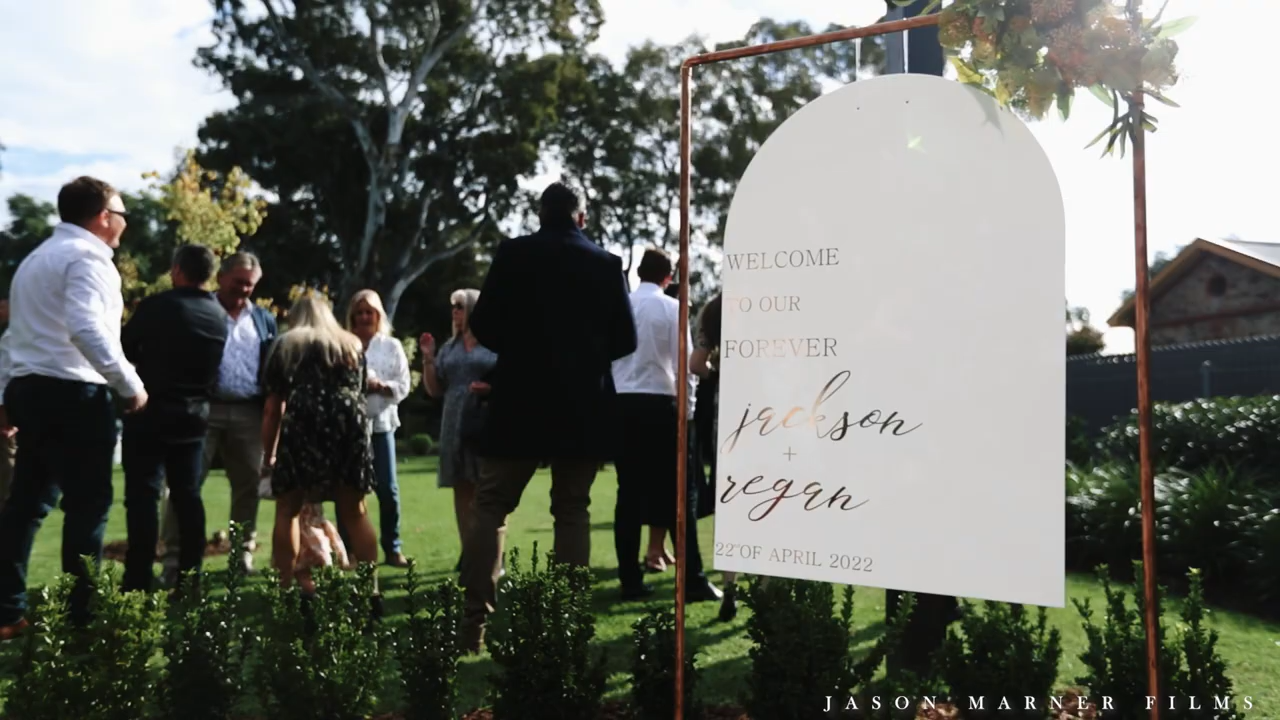 WELCOME
TO OUR
FOREVER
jackson
+
regan
22ⁿᵈ OF APRIL 2022
JASON MARNER FILMS